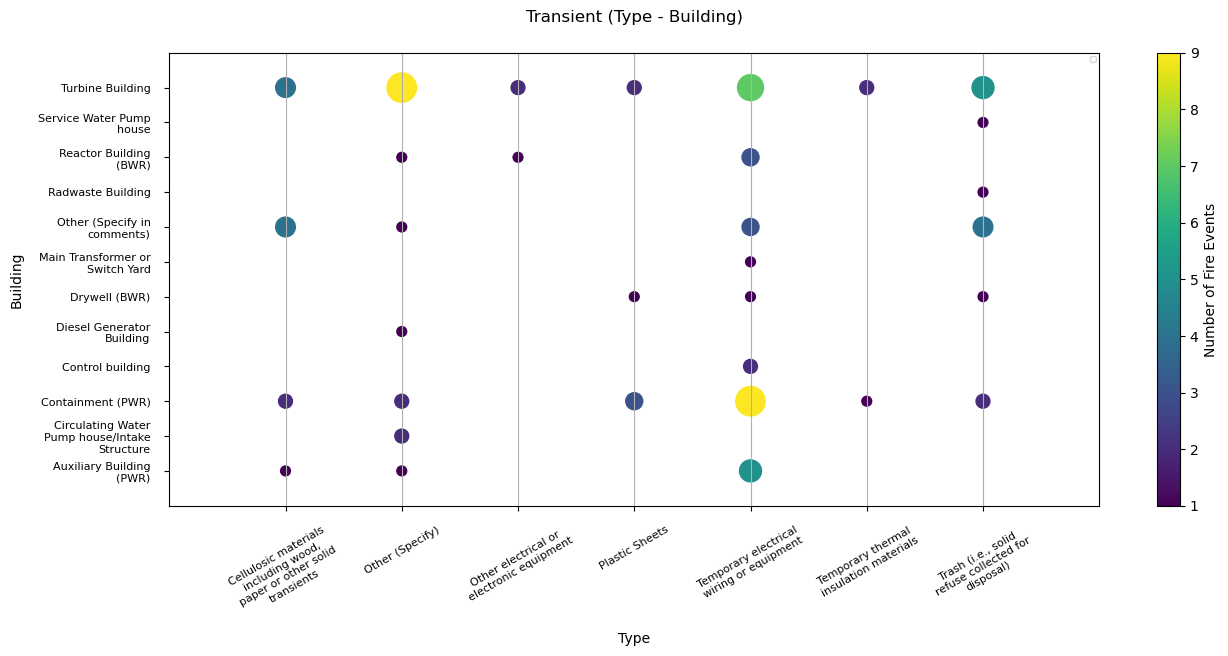 Transient (Type - Building)
Building
Turbine Building
Service Water Pump
house
Reactor Building
(BWR)
Radwaste Building
Other (Specify in
comments)
Main Transformer or
Switch Yard
Drywell (BWR)
Diesel Generator
Building
Control building
Containment (PWR)
Circulating Water
Pump house/Intake
Structure
Auxiliary Building
(PWR)
Cellulosic materials
including wood,
paper or other solid
transients
Other (Specify)
Other electrical or
electronic equipment
Plastic Sheets
Temporary electrical
wiring or equipment
Temporary thermal
insulation materials
Trash (i.e., solid
refuse collected for
disposal)
Type
9
8
7
6
5
4
3
2
1
Number of Fire Events